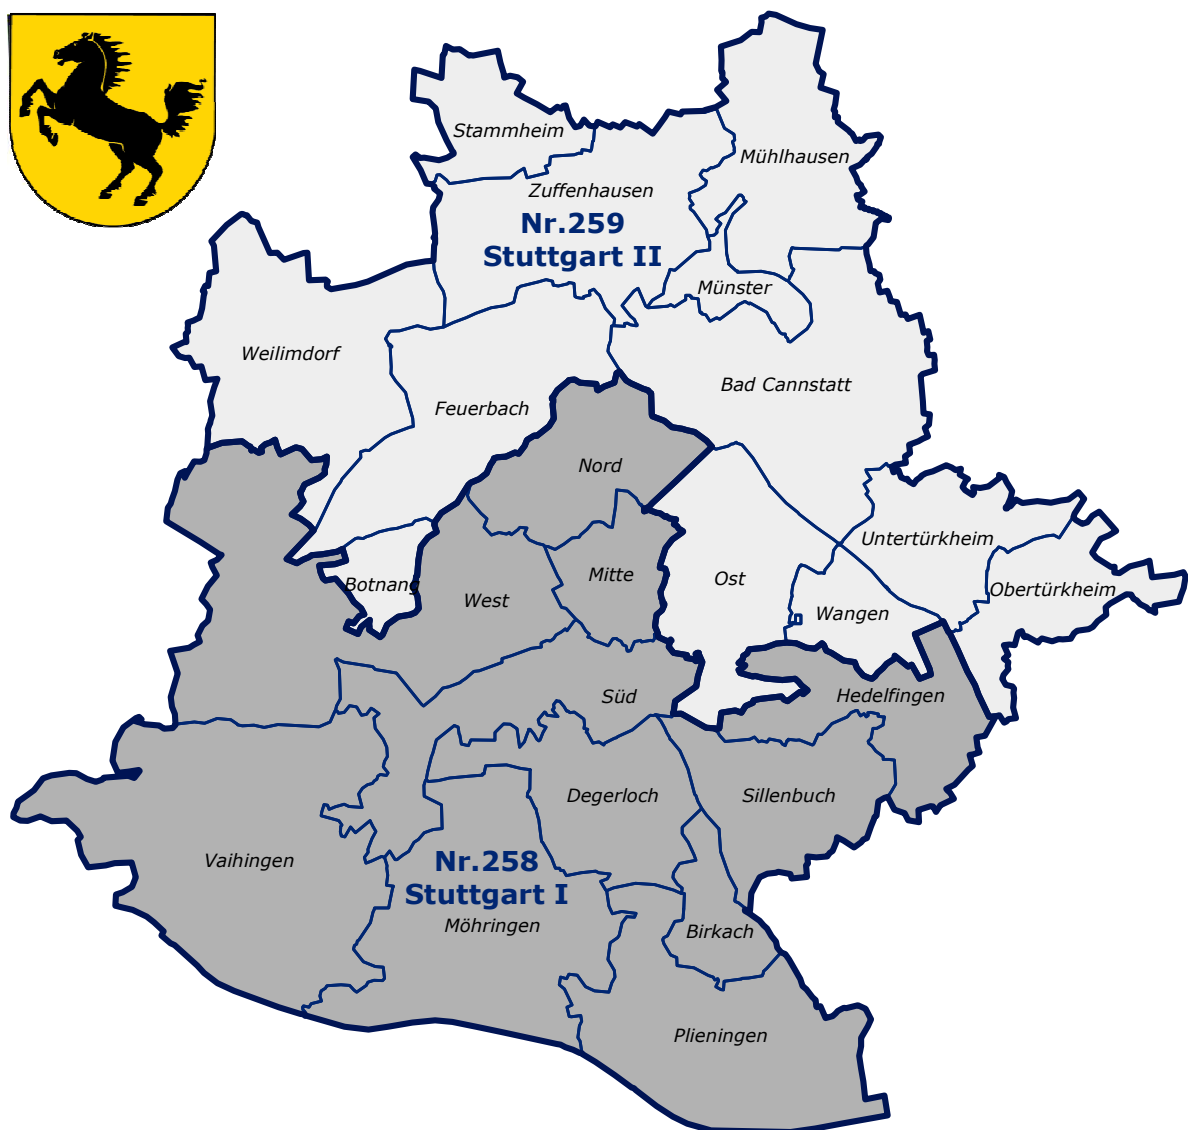 Stammheim
Mühlhausen
Zuffenhausen
Nr.259
Stuttgart II
Münster
Weilimdorf
Bad Cannstatt
Feuerbach
Nord
Untertürkheim
Mitte
Ost
Botnang
Obertürkheim
West
Wangen
Süd
Hedelfingen
Degerloch
Sillenbuch
Vaihingen
Nr.258
Stuttgart I
Möhringen
Birkach
Plieningen